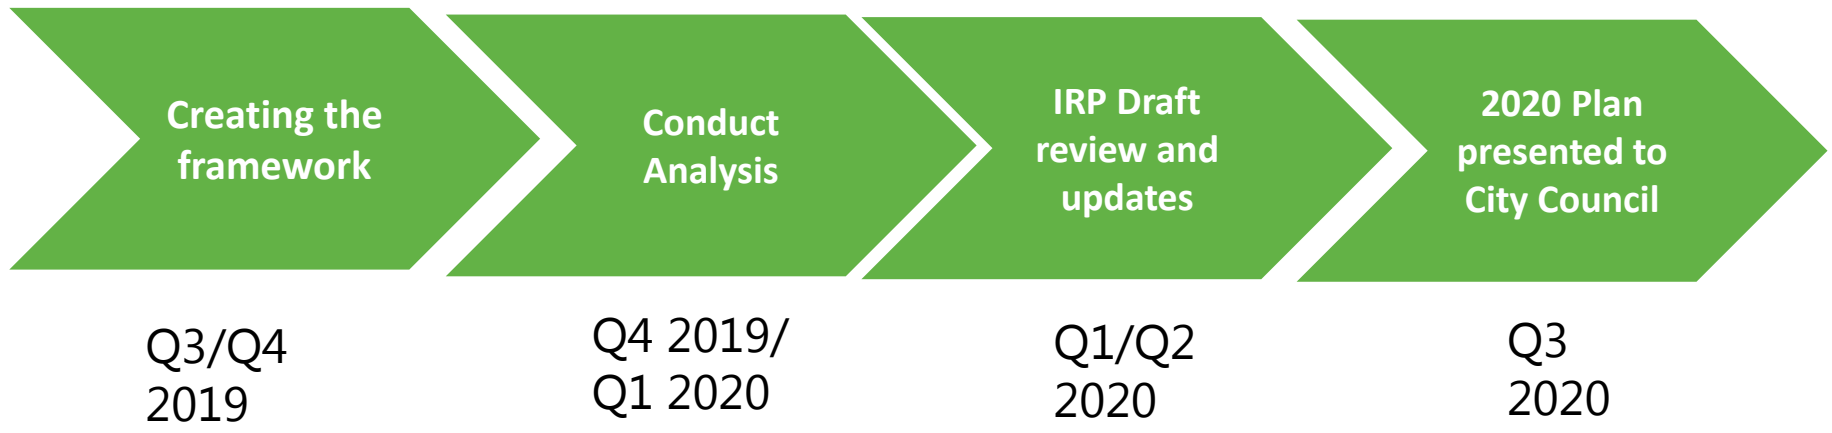 Creating the
framework
Conduct
Analysis
IRP Draft
review and
updates
2020 Plan
presented to
City Council
Q3/Q4
2019
Q4 2019/
Q1 2020
Q1/Q2
2020
Q3
2020